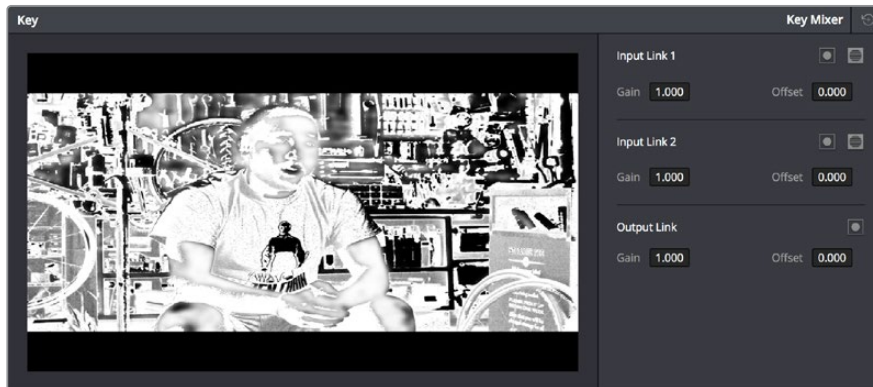 Key
Key Mixer
Input Link 1
Gain 1.000 Offset 0.000
Input Link 2
Gain 1.000 Offset 0.000
Output Link
Gain 1.000 Offset 0.000